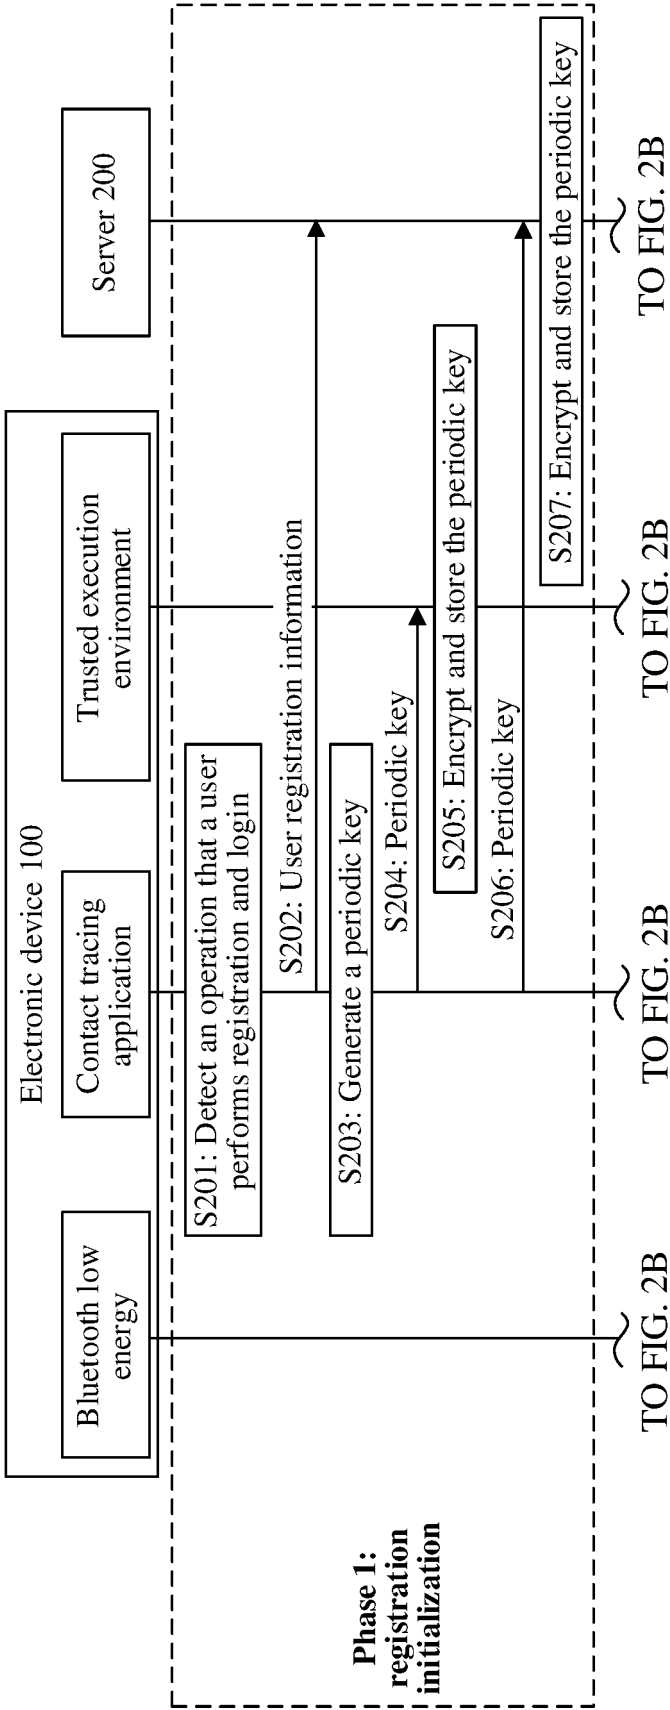 Electronic device 100
Bluetooth low
energy
Contact tracing
application
Trusted execution
environment
Server 200
Phase 1:
registration
initialization
S201: Detect an operation that a user
performs registration and login
S202: User registration information
S203: Generate a periodic key
S204: Periodic key
S205: Encrypt and store the periodic key
S206: Periodic key
S207: Encrypt and store the periodic key
TO FIG. 2B
TO FIG. 2B
TO FIG. 2B
TO FIG. 2B